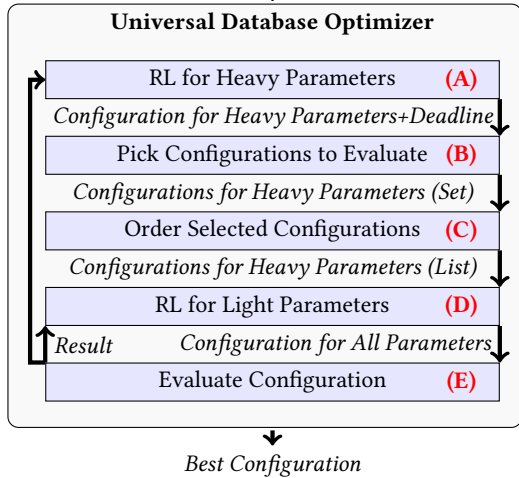 Universal Database Optimizer
RL for Heavy Parameters (A)
Configuration for Heavy Parameters+Deadline
Pick Configurations to Evaluate (B)
Configurations for Heavy Parameters (Set)
Order Selected Configurations (C)
Configurations for Heavy Parameters (List)
RL for Light Parameters (D)
Result Configuration for All Parameters
Evaluate Configuration (E)
Best Configuration